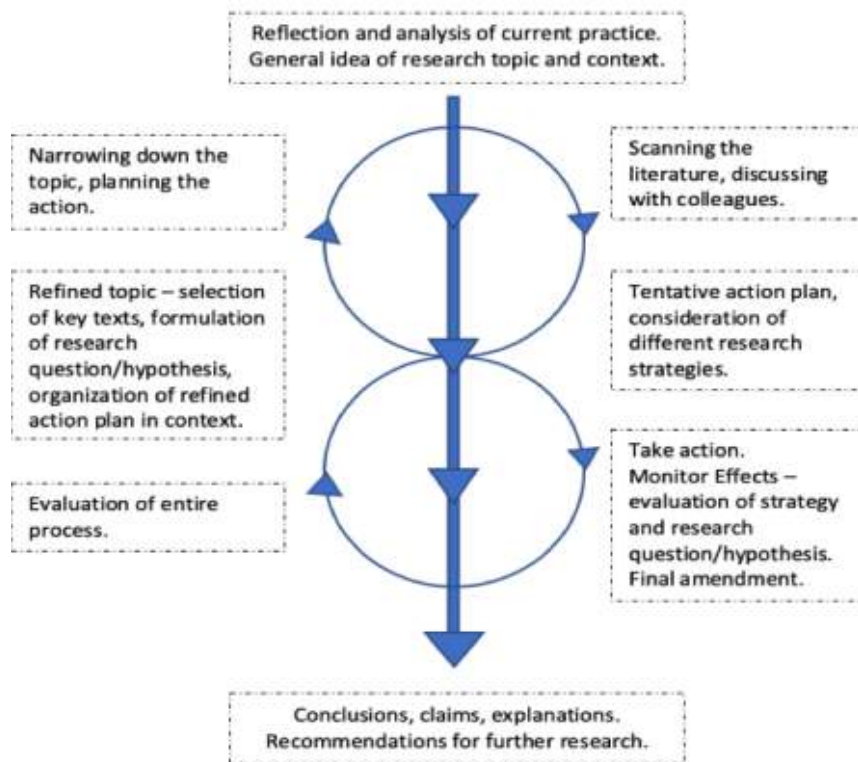 Reflection and analysis of current practice.
General idea of research topic and context.
Narrowing down the
topic, planning the
action.
Scanning the
literature, discussing
with colleagues.
Refined topic – selection
of key texts, formulation
of research
question/hypothesis,
organization of refined
action plan in context.
Tentative action plan,
consideration of
different research
strategies.
Evaluation of entire
process.
Take action.
Monitor Effects –
evaluation of strategy
and research
question/hypothesis.
Final amendment.
Conclusions, claims, explanations.
Recommendations for further research.